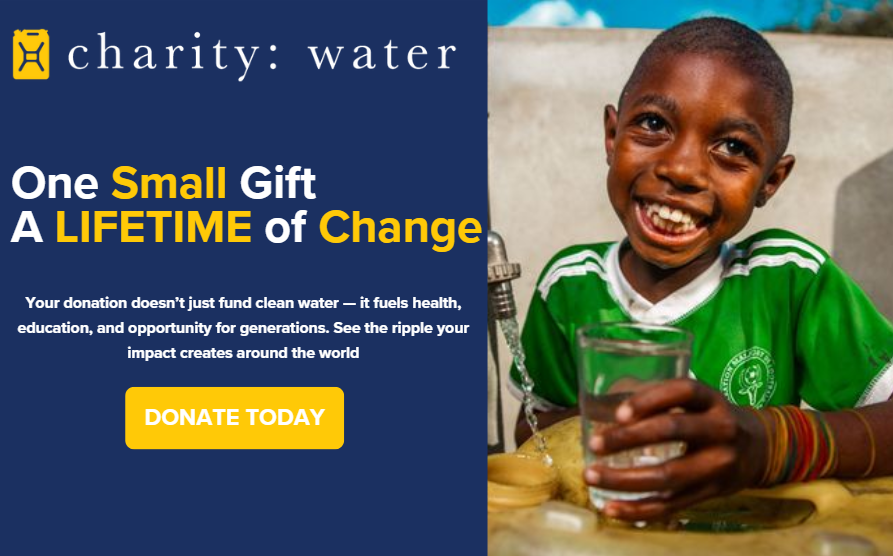 charity: water
One Small Gift
A LIFETIME of Change
Your donation doesn't just fund clean water — it fuels health,
education, and opportunity for generations. See the ripple your
impact creates around the world
DONATE TODAY